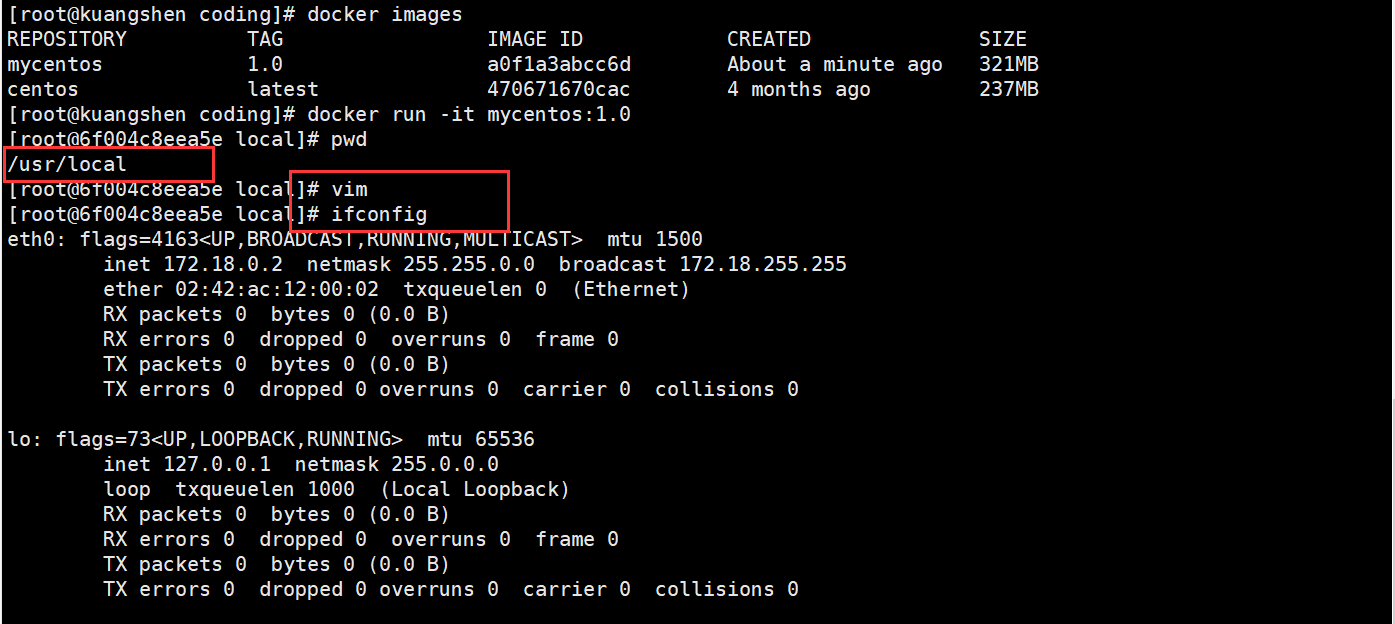 [root@kuangshen coding]# docker images
REPOSITORY          TAG                 IMAGE ID            CREATED              SIZE
mycentos            1.0                 a0f1a3abcc6d        About a minute ago   321MB
centos              latest              470671670cac        4 months ago         237MB
[root@kuangshen coding]# docker run -it mycentos:1.0
[root@6f004c8eea5e local]# pwd
/usr/local
[root@6f004c8eea5e local]# vim
[root@6f004c8eea5e local]# ifconfig
eth0: flags=4163<UP,BROADCAST,RUNNING,MULTICAST>  mtu 1500
        inet 172.18.0.2  netmask 255.255.0.0  broadcast 172.18.255.255
        ether 02:42:ac:12:00:02  txqueuelen 0  (Ethernet)
        RX packets 0  bytes 0 (0.0 B)
        RX errors 0  dropped 0  overruns 0  frame 0
        TX packets 0  bytes 0 (0.0 B)
        TX errors 0  dropped 0 overruns 0  carrier 0  collisions 0

lo: flags=73<UP,LOOPBACK,RUNNING>  mtu 65536
        inet 127.0.0.1  netmask 255.0.0.0
        loop  txqueuelen 1000  (Local Loopback)
        RX packets 0  bytes 0 (0.0 B)
        RX errors 0  dropped 0  overruns 0  frame 0
        TX packets 0  bytes 0 (0.0 B)
        TX errors 0  dropped 0 overruns 0  carrier 0  collisions 0